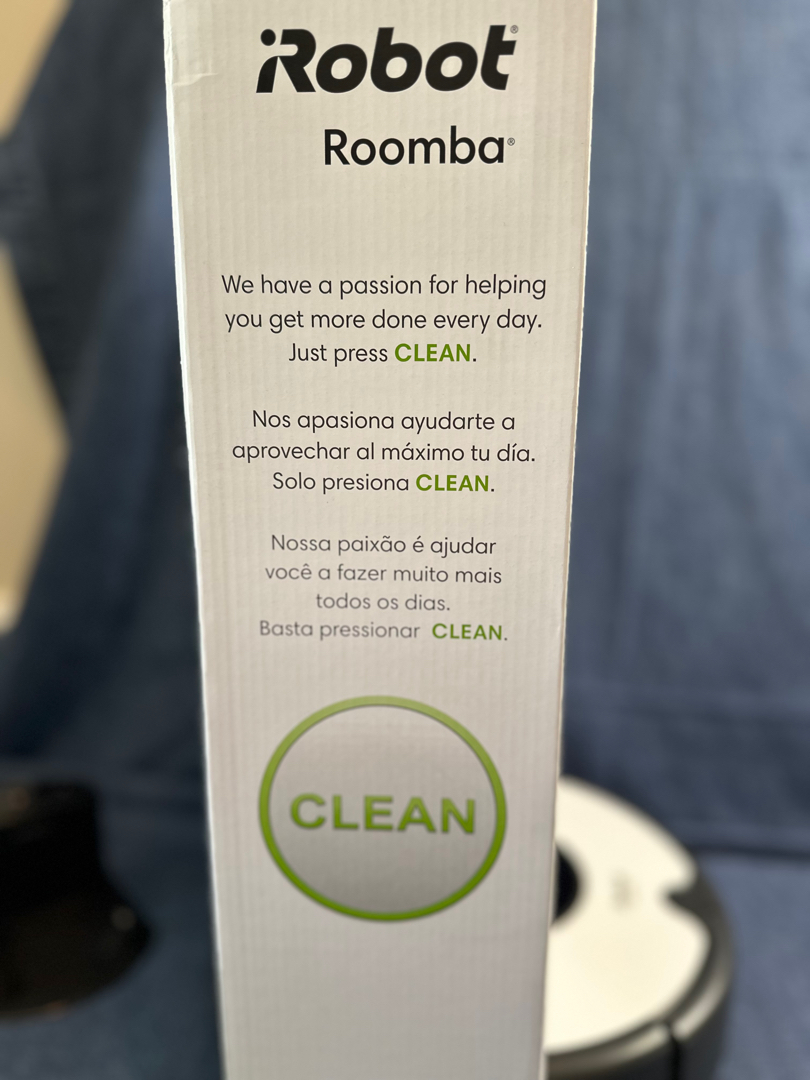 iRobot®
Roomba®
We have a passion for helping
you get more done every day.
Just press CLEAN.
Nos apasiona ayudarte a
aprovechar al máximo tu día.
Solo presiona CLEAN.
Nossa paixão é ajudar
você a fazer muito mais
todos os dias.
Basta pressionar CLEAN.
CLEAN